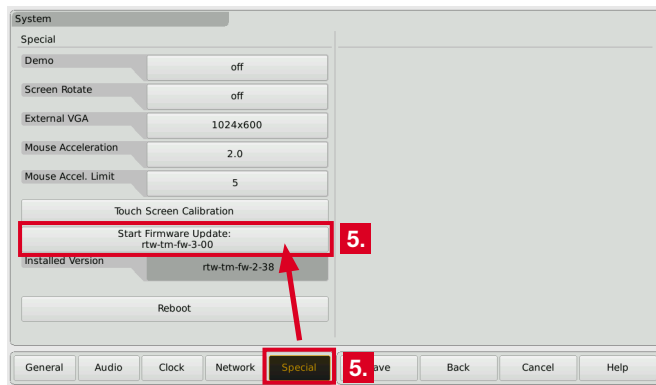 System
Special
Demo
off
Screen Rotate
off
External VGA
1024x600
Mouse Acceleration
2.0
Mouse Accel. Limit
5
Touch Screen Calibration
Start Firmware Update:
rtw-tm-fw-3-00
5.
Installed Version
rtw-tm-fw-2-38
Reboot
General Audio Clock Network Special 5. ave Back Cancel Help